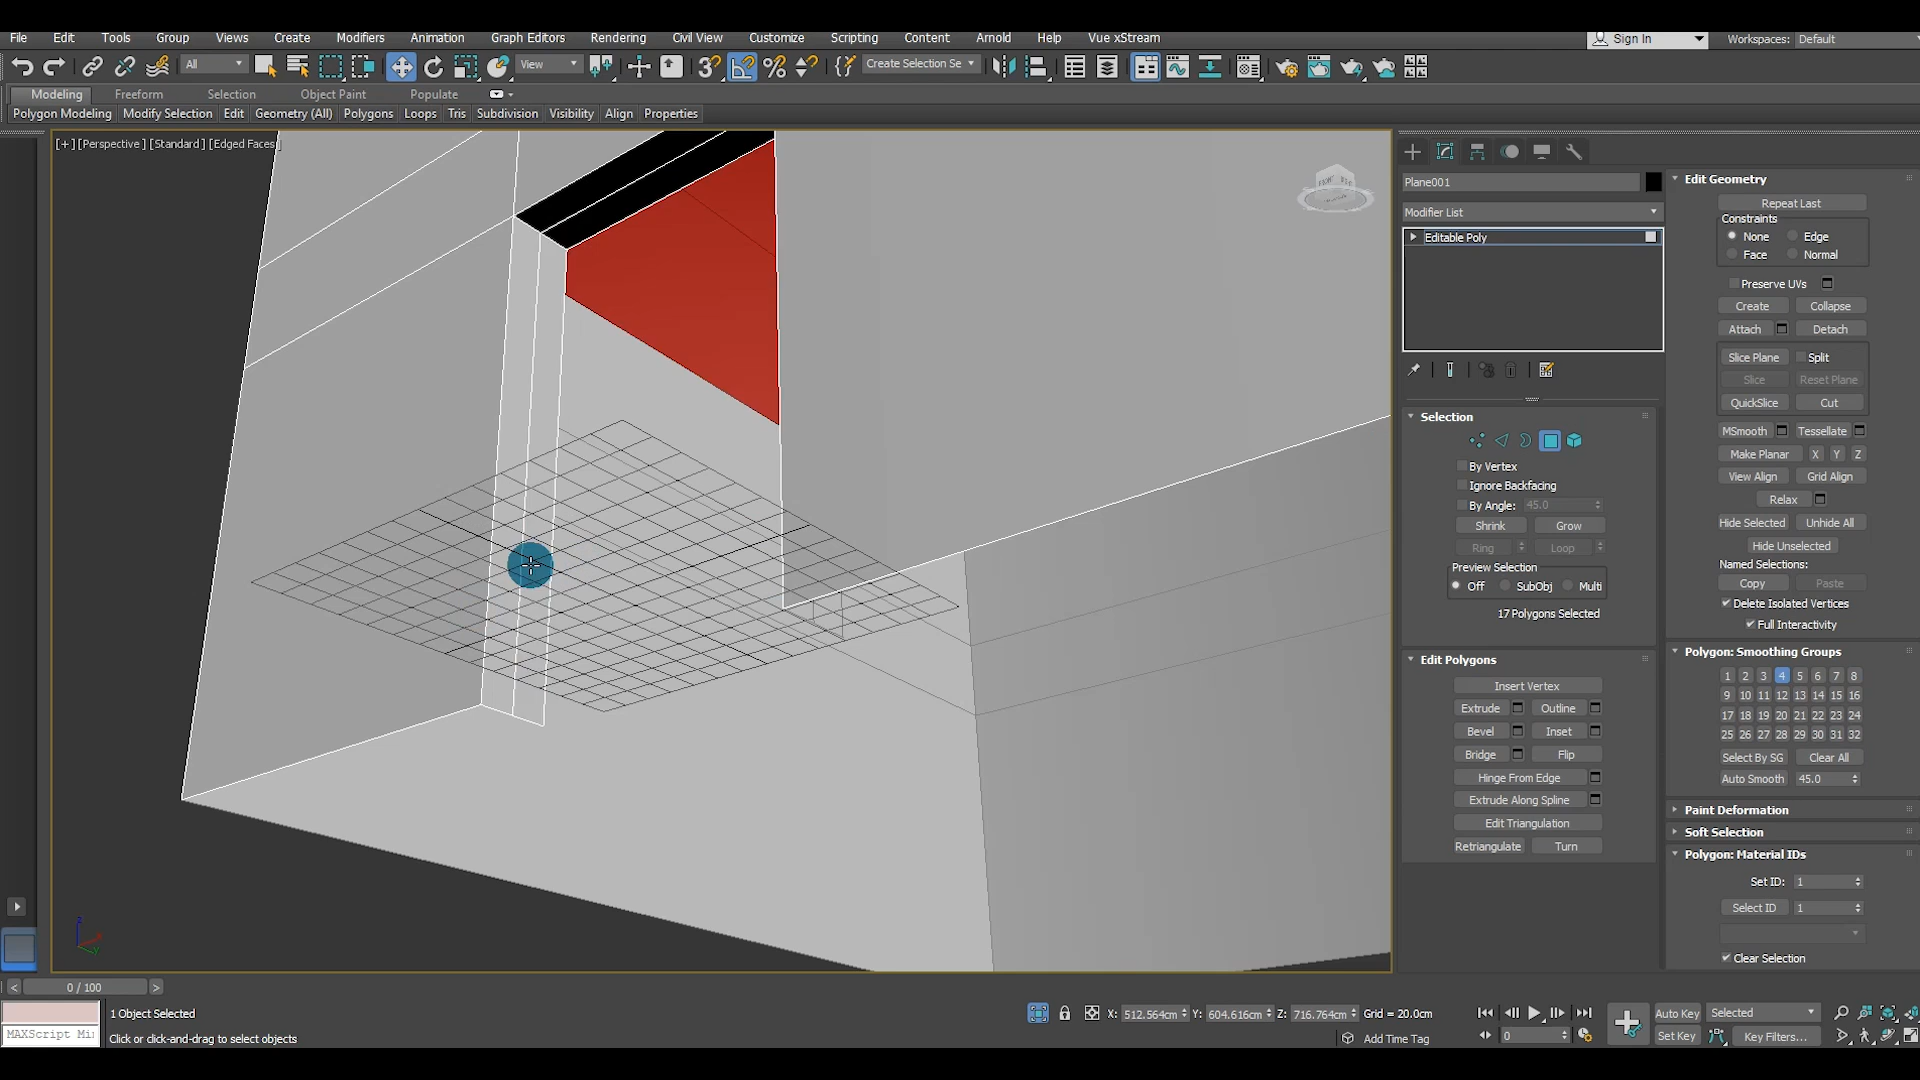 File Edit Tools Group Views Create Modifiers Animation Graph Editors Rendering Civil View Customize Scripting Content Arnold Help Vue xStream Sign In Workspaces: Default
All View Create Selection Se
Modeling Freeform Selection Object Paint Populate
Polygon Modeling Modify Selection Edit Geometry (All) Polygons Loops Tris Subdivision Visibility Align Properties
[+] [Perspective] [Standard] [Edged Faces]
Plane001
Modifier List
Editable Poly
Selection
By Vertex
Ignore Backfacing
By Angle: 45.0
Shrink Grow
Ring Loop
Preview Selection
Off SubObj Multi
17 Polygons Selected
Edit Polygons
Insert Vertex
Extrude Outline
Bevel Inset
Bridge Flip
Hinge From Edge
Extrude Along Spline
Edit Triangulation
Retriangulate Turn
Edit Geometry
Repeat Last
Constraints
None Edge
Face Normal
Preserve UVs
Create Collapse
Attach Detach
Slice Plane Split
Slice Reset Plane
QuickSlice Cut
MSmooth Tessellate
Make Planar X Y Z
View Align Grid Align
Relax
Hide Selected Unhide All
Hide Unselected
Named Selections:
Copy Paste
Delete Isolated Vertices
Full Interactivity
Polygon: Smoothing Groups
1 2 3 4 5 6 7 8
9 10 11 12 13 14 15 16
17 18 19 20 21 22 23 24
25 26 27 28 29 30 31 32
Select By SG Clear All
Auto Smooth 45.0
Paint Deformation
Soft Selection
Polygon: Material IDs
Set ID: 1
Select ID 1
Clear Selection
0 / 100
1 Object Selected
X: 512.564cm Y: 604.616cm Z: 716.764cm Grid = 20.0cm
Auto Key Selected
MAXScript Mi
Click or click-and-drag to select objects
Add Time Tag
0
Set Key Key Filters...